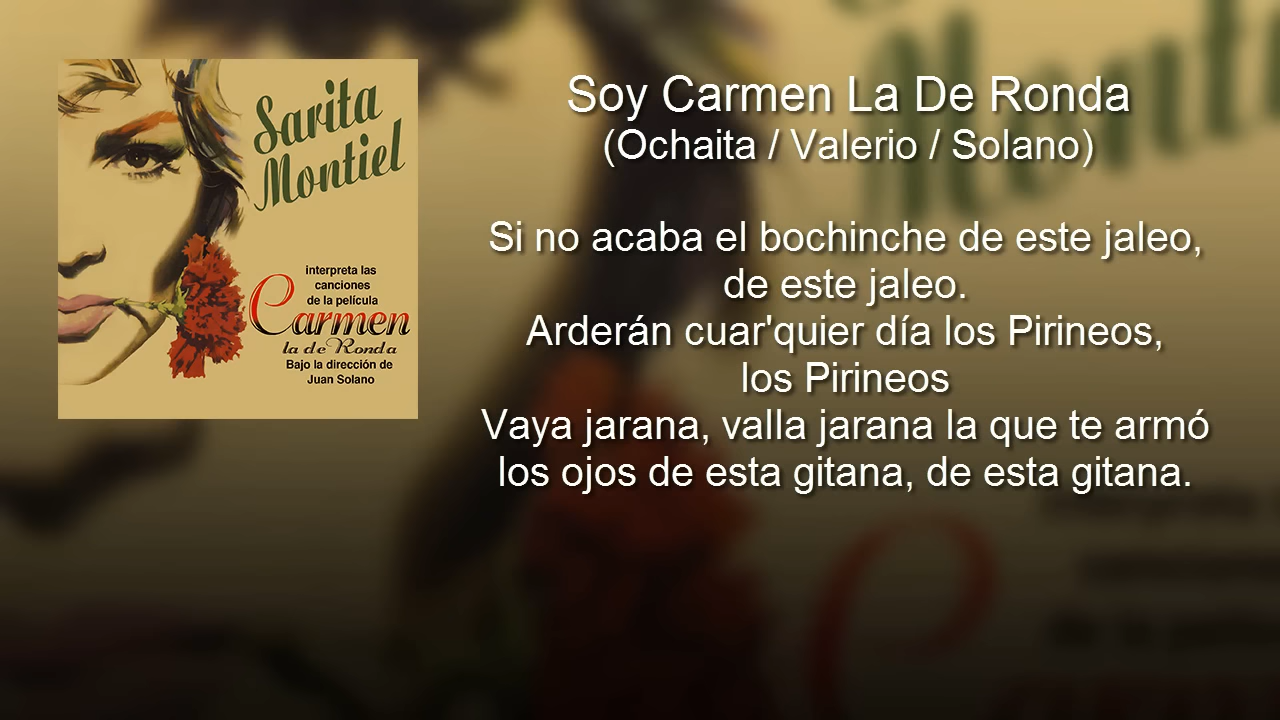 Sarita
Montiel
interpreta las
canciones
de la película
Carmen
la de Ronda
Bajo la dirección de
Juan Solano
Soy Carmen La De Ronda
(Ochaita / Valerio / Solano)
Si no acaba el bochinche de este jaleo,
de este jaleo.
Arderán cuar'quier día los Pirineos,
los Pirineos
Vaya jarana, valla jarana la que te armó
los ojos de esta gitana, de esta gitana.